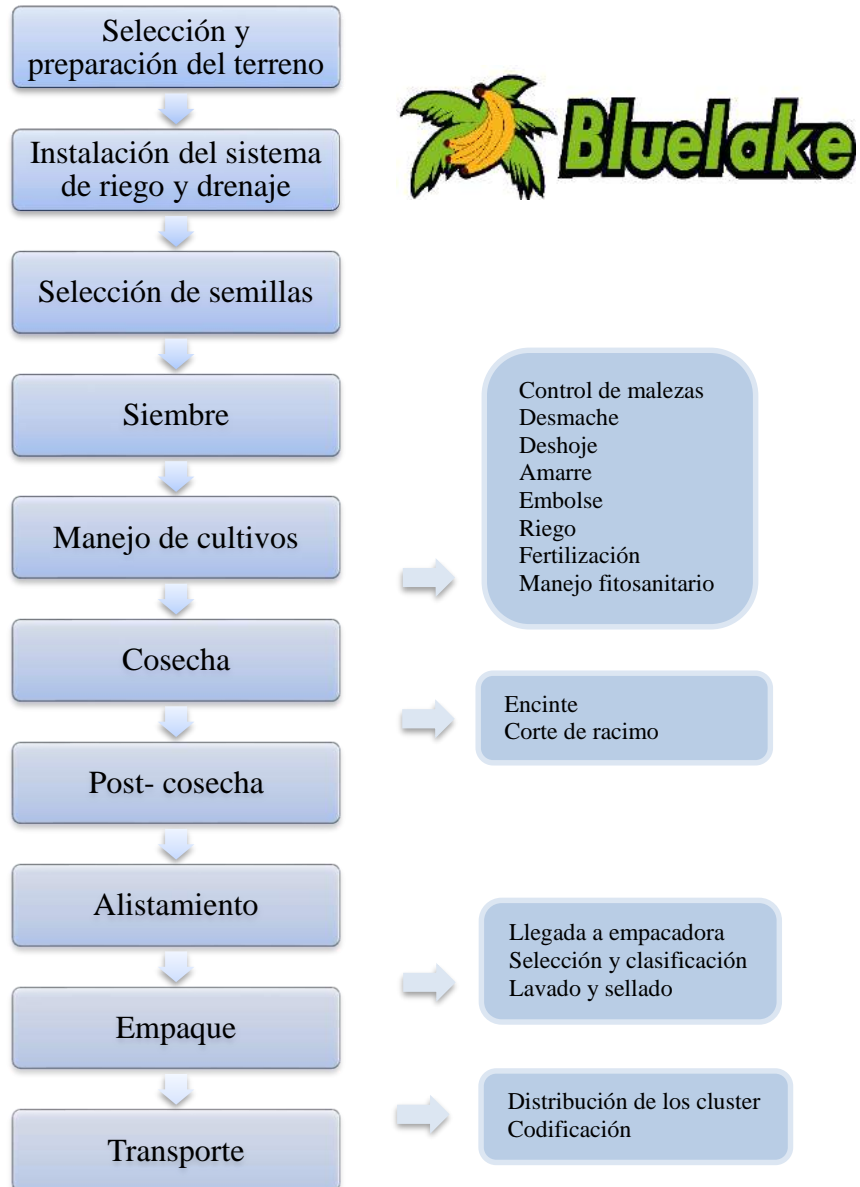 Selección y
preparación del terreno
Bluelake
Instalación del sistema
de riego y drenaje
Selección de semillas
Siembre
Manejo de cultivos
Control de malezas
Desmache
Deshoje
Amarre
Embolse
Riego
Fertilización
Manejo fitosanitario
Cosecha
Encinte
Corte de racimo
Post- cosecha
Alistamiento
Llegada a empacadora
Selección y clasificación
Lavado y sellado
Empaque
Distribución de los cluster
Codificación
Transporte